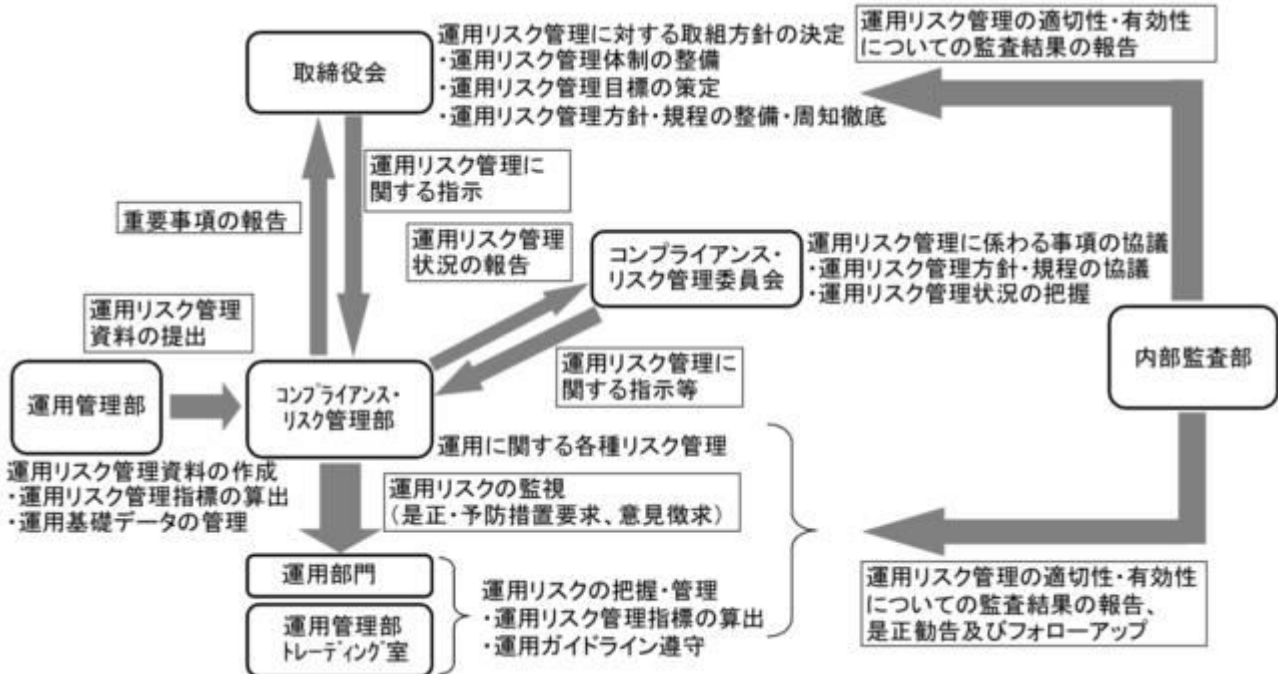 取締役会
運用リスク管理に対する取組方針の決定
・運用リスク管理体制の整備
・運用リスク管理目標の策定
・運用リスク管理方針・規程の整備・周知徹底
運用リスク管理の適切性・有効性
についての監査結果の報告
運用リスク管理に
関する指示
重要事項の報告
運用リスク管理
状況の報告
コンプライアンス・
リスク管理委員会
運用リスク管理に係わる事項の協議
・運用リスク管理方針・規程の協議
・運用リスク管理状況の把握
運用リスク管理
資料の提出
運用リスク管理に
関する指示等
内部監査部
運用管理部
コンプライアンス・
リスク管理部
運用に関する各種リスク管理
運用リスク管理資料の作成
・運用リスク管理指標の算出
・運用基礎データの管理
運用リスクの監視
（是正・予防措置要求、意見徴求）
運用部門
運用管理部
トレーディング室
運用リスクの把握・管理
・運用リスク管理指標の算出
・運用ガイドライン遵守
運用リスク管理の適切性・有効性
についての監査結果の報告、
是正勧告及びフォローアップ